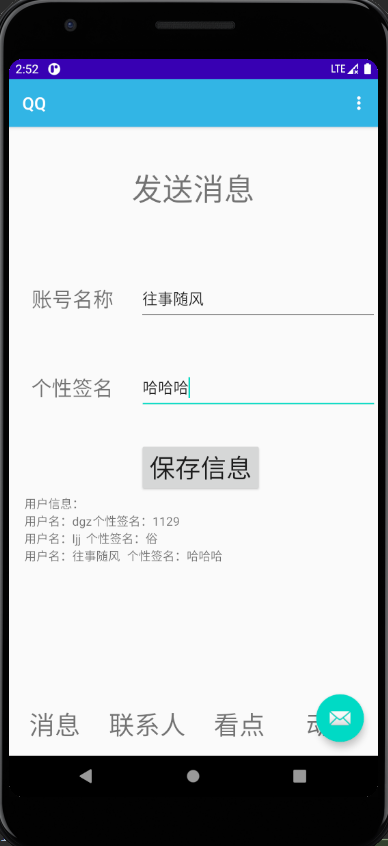 2:52 LTE
QQ
发送消息
账号名称 往事随风
个性签名 哈哈哈
保存信息
用户信息：
用户名：dgz个性签名：1129
用户名：ljj 个性签名：俗
用户名：往事随风 个性签名：哈哈哈
消息 联系人 看点